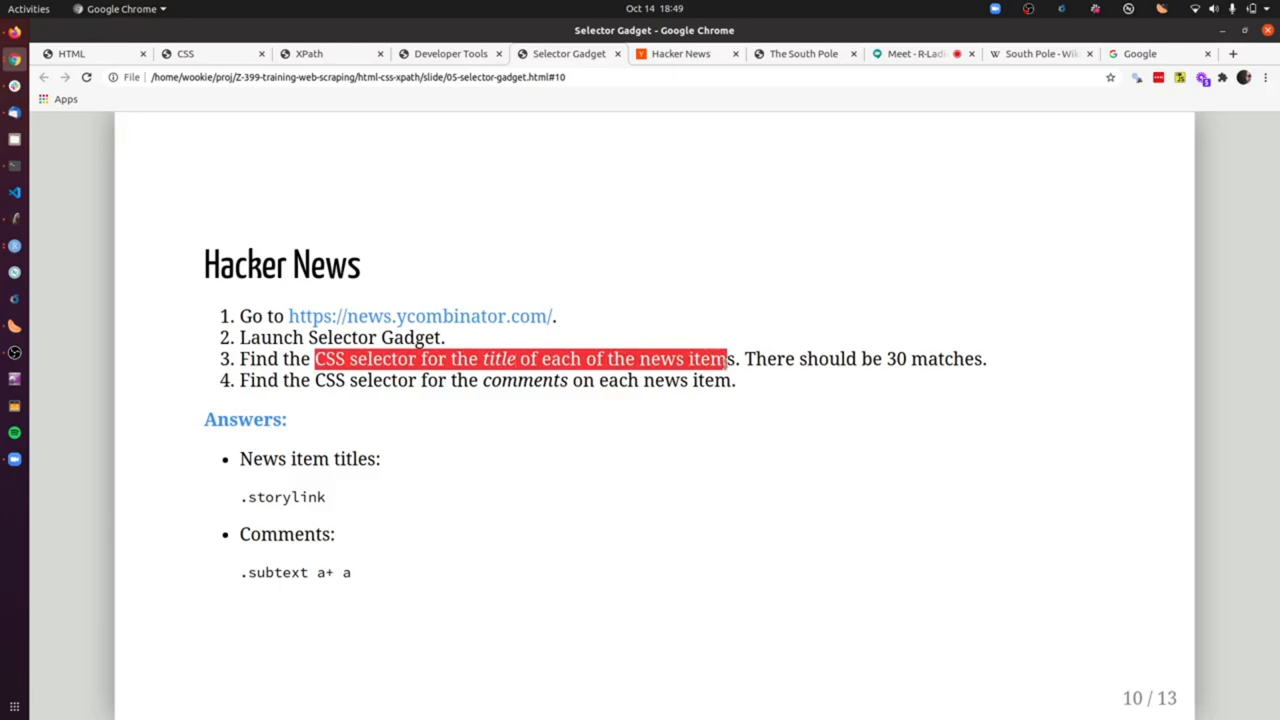 Activities
Google Chrome
Oct 14 18:49
Selector Gadget - Google Chrome
HTML
CSS
XPath
Developer Tools
Selector Gadget
Hacker News
The South Pole
Meet - R-Ladi
South Pole - Wiki
Google
File
/home/wookie/proj/Z-399-training-web-scraping/html-css-xpath/slide/05-selector-gadget.html#10
Apps
Hacker News
1. Go to https://news.ycombinator.com/.
2. Launch Selector Gadget.
3. Find the CSS selector for the title of each of the news items. There should be 30 matches.
4. Find the CSS selector for the comments on each news item.
Answers:
• News item titles:
.storylink
• Comments:
.subtext a+ a
10 / 13